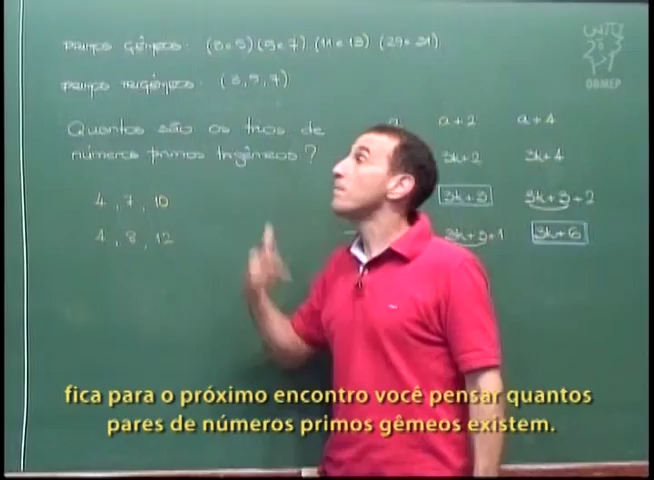 PRIMOS GÊMEOS: (3 e 5) (5 e 7) (11 e 13) (29 e 31)
PRIMOS TRIGÊMEOS: (3, 5, 7)
Quantos são os trios de
números primos trigêmeos?
a a+2 a+4
3k+2 3k+4
3k+3 3k+3+2
3k+3+1 3k+6
4, 7, 10
4, 8, 12
OBMEP
fica para o próximo encontro você pensar quantos
pares de números primos gêmeos existem.